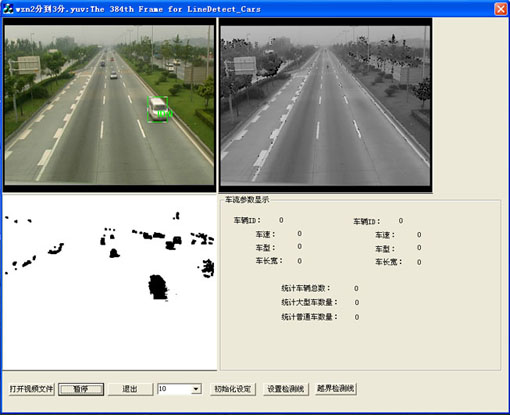 wzn2分到3分.yuv:The 384th Frame for LineDetect_Cars
车流参数显示
车辆ID： 0 车辆ID： 0
车速： 0 车速： 0
车型： 0 车型： 0
车长宽： 0 车长宽： 0
统计车辆总数： 0
统计大型车数量： 0
统计普通车数量： 0
打开视频文件 暂停 退出 10 初始化设定 设置检测线 越界检测线